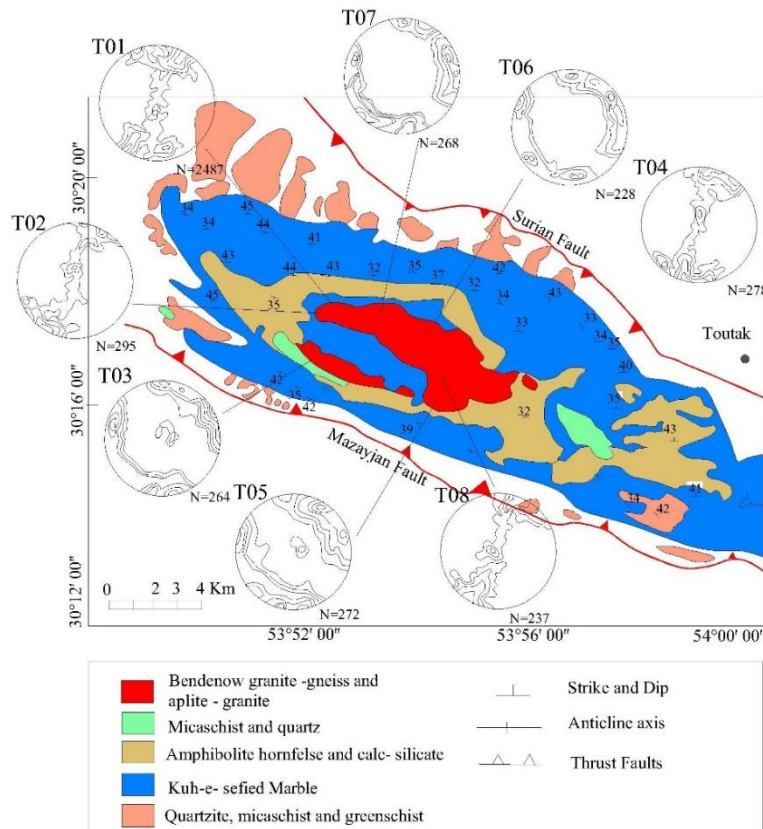 T01
T07
T06
T04
N=2487
N=268
N=228
N=278
30°20' 00"
Surian Fault
T02
34
45
34
44
41
43
44
43
32
35
37
42
32
34
43
45
35
33
33
34
35
40
Toutak
N=295
T03
30°16' 00"
42
35
42
39
32
35
43
Mazayjan Fault
N=264
T05
T08
34
42
41
0 2 3 4 Km
30°12' 00"
N=272
N=237
53°52' 00"
53°56' 00"
54°00' 00"
Bendenow granite -gneiss and
aplite - granite
Micaschist and quartz
Amphibolite hornfelse and calc- silicate
Kuh-e- sefied Marble
Quartzite, micaschist and greenschist
Strike and Dip
Anticline axis
Thrust Faults